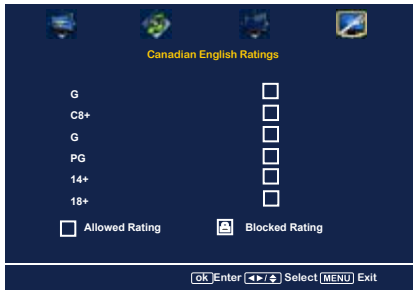 Canadian English Ratings
G
C8+
G
PG
14+
18+
Allowed Rating Blocked Rating
ok Enter ◄►/♦ Select MENU Exit